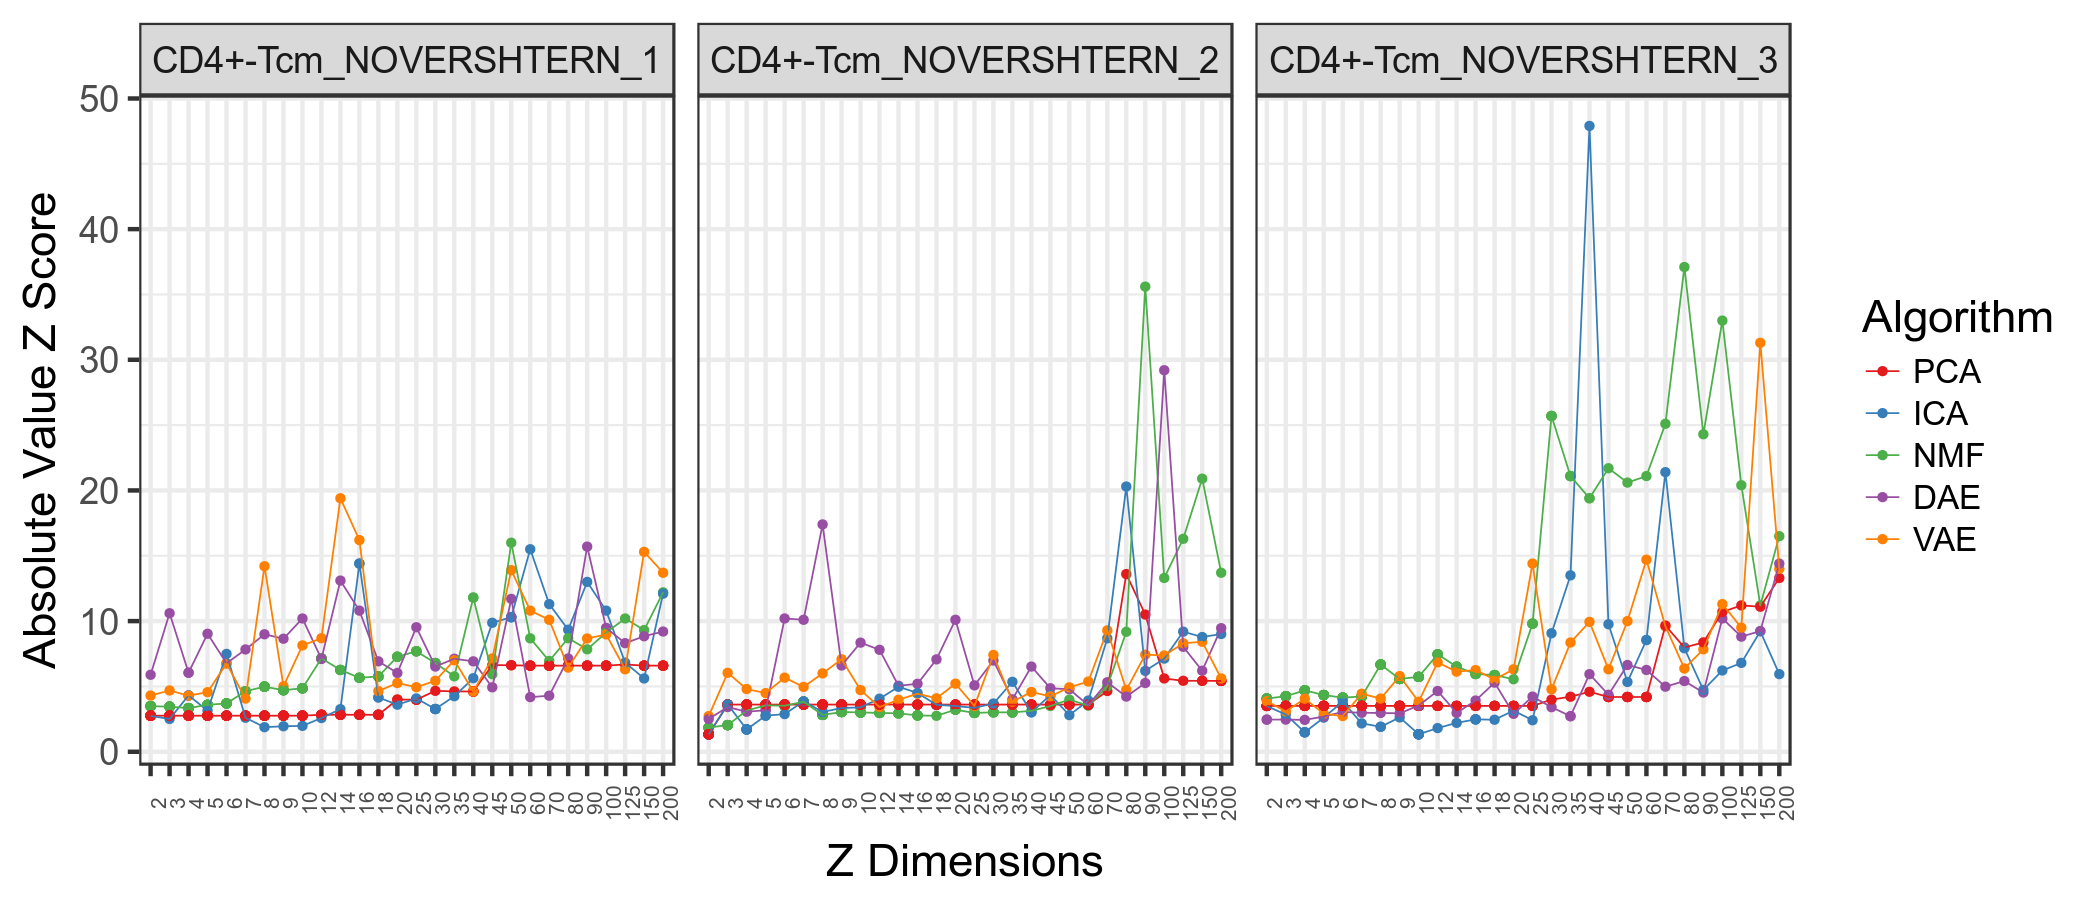 CD4+-Tcm_NOVERSHTERN_1 CD4+-Tcm_NOVERSHTERN_2 CD4+-Tcm_NOVERSHTERN_3
50
40
30
20
10
0
Absolute Value Z Score
2 3 4 5 6 7 8 9 10 12 14 16 18 20 25 30 35 40 45 50 60 70 80 90 100 125 150 200
2 3 4 5 6 7 8 9 10 12 14 16 18 20 25 30 35 40 45 50 60 70 80 90 100 125 150 200
2 3 4 5 6 7 8 9 10 12 14 16 18 20 25 30 35 40 45 50 60 70 80 90 100 125 150 200
Z Dimensions
Algorithm
PCA
ICA
NMF
DAE
VAE